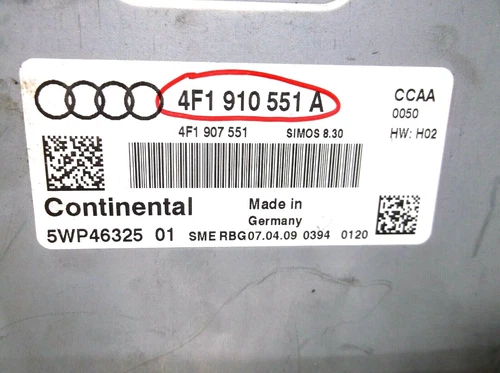 4F1 910 551 A
CCAA
0050
4F1 907 551 SIMOS 8.30 HW: H02
Continental
Made in
Germany
5WP46325 01 SME RBG07.04.09 0394 0120